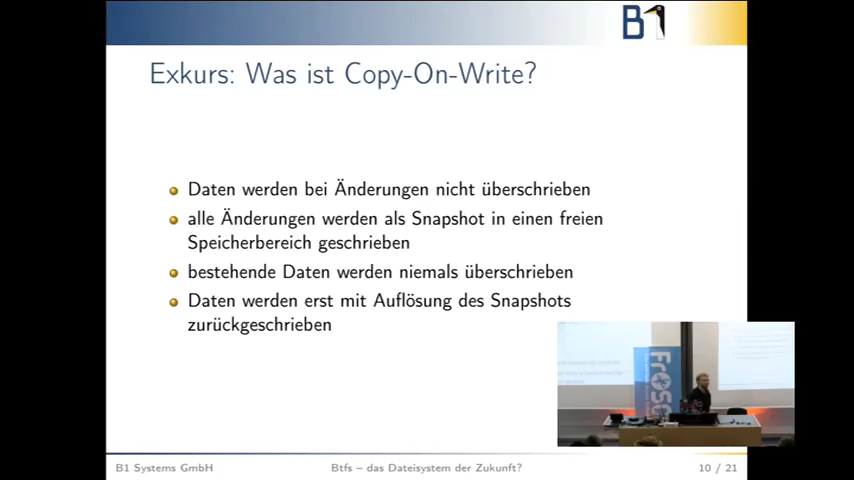 B1
Exkurs: Was ist Copy-On-Write?
Daten werden bei Änderungen nicht überschrieben
alle Änderungen werden als Snapshot in einen freien
Speicherbereich geschrieben
bestehende Daten werden niemals überschrieben
Daten werden erst mit Auflösung des Snapshots
zurückgeschrieben
FrOSC
B1 Systems GmbH
Btfs – das Dateisystem der Zukunft?
10 / 21